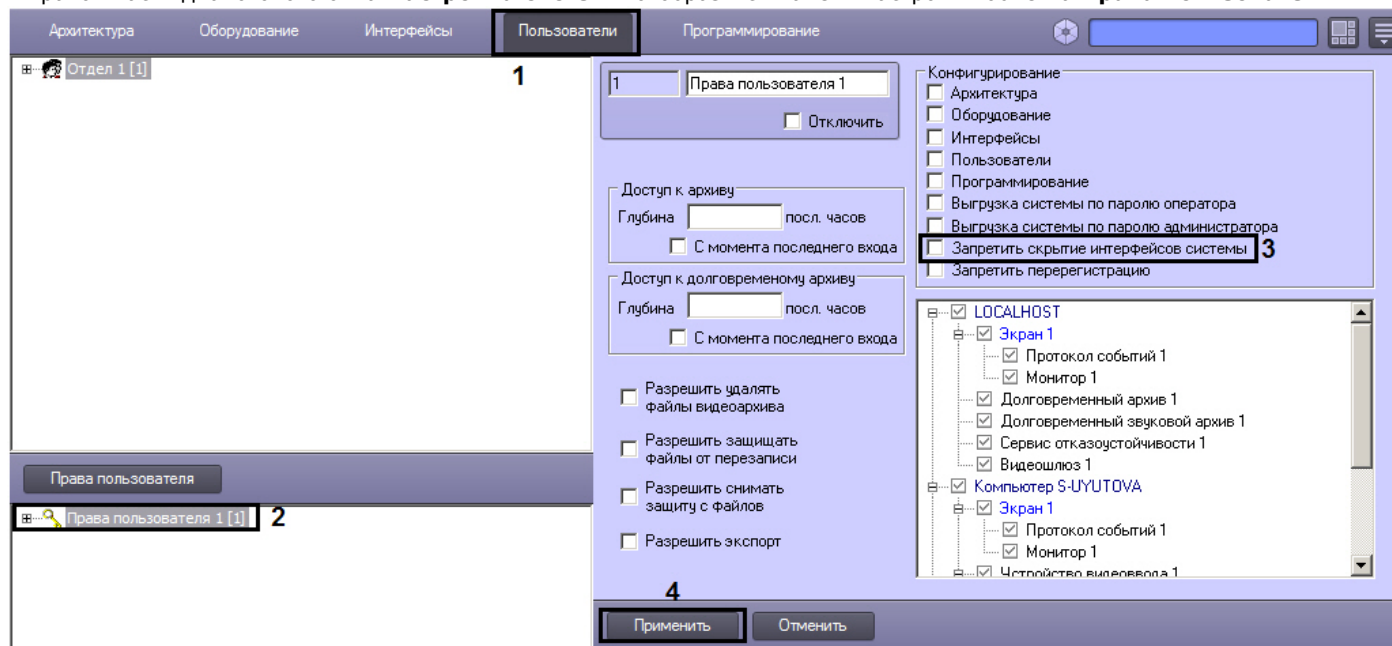 Архитектура Оборудование Интерфейсы Пользователи Программирование
1
Отдел 1 [1]
Права пользователя
Права пользователя 1 [1] 2
1 Права пользователя 1
Отключить
Доступ к архиву
Глубина посл. часов
С момента последнего входа
Доступ к долговременому архиву
Глубина посл. часов
С момента последнего входа
Разрешить удалять
файлы видеоархива
Разрешить защищать
файлы от перезаписи
Разрешить снимать
защиту с файлов
Разрешить экспорт
Конфигурирование
Архитектура
Оборудование
Интерфейсы
Пользователи
Программирование
Выгрузка системы по паролю оператора
Выгрузка системы по паролю администратора
Запретить скрытие интерфейсов системы 3
Запретить перерегистрацию
LOCALHOST
Экран 1
Протокол событий 1
Монитор 1
Долговременный архив 1
Долговременный звуковой архив 1
Сервис отказоустойчивости 1
Видеошлюз 1
Компьютер S-UYUTOVA
Экран 1
Протокол событий 1
Монитор 1
Устройство видеоввода 1
4
Применить Отменить